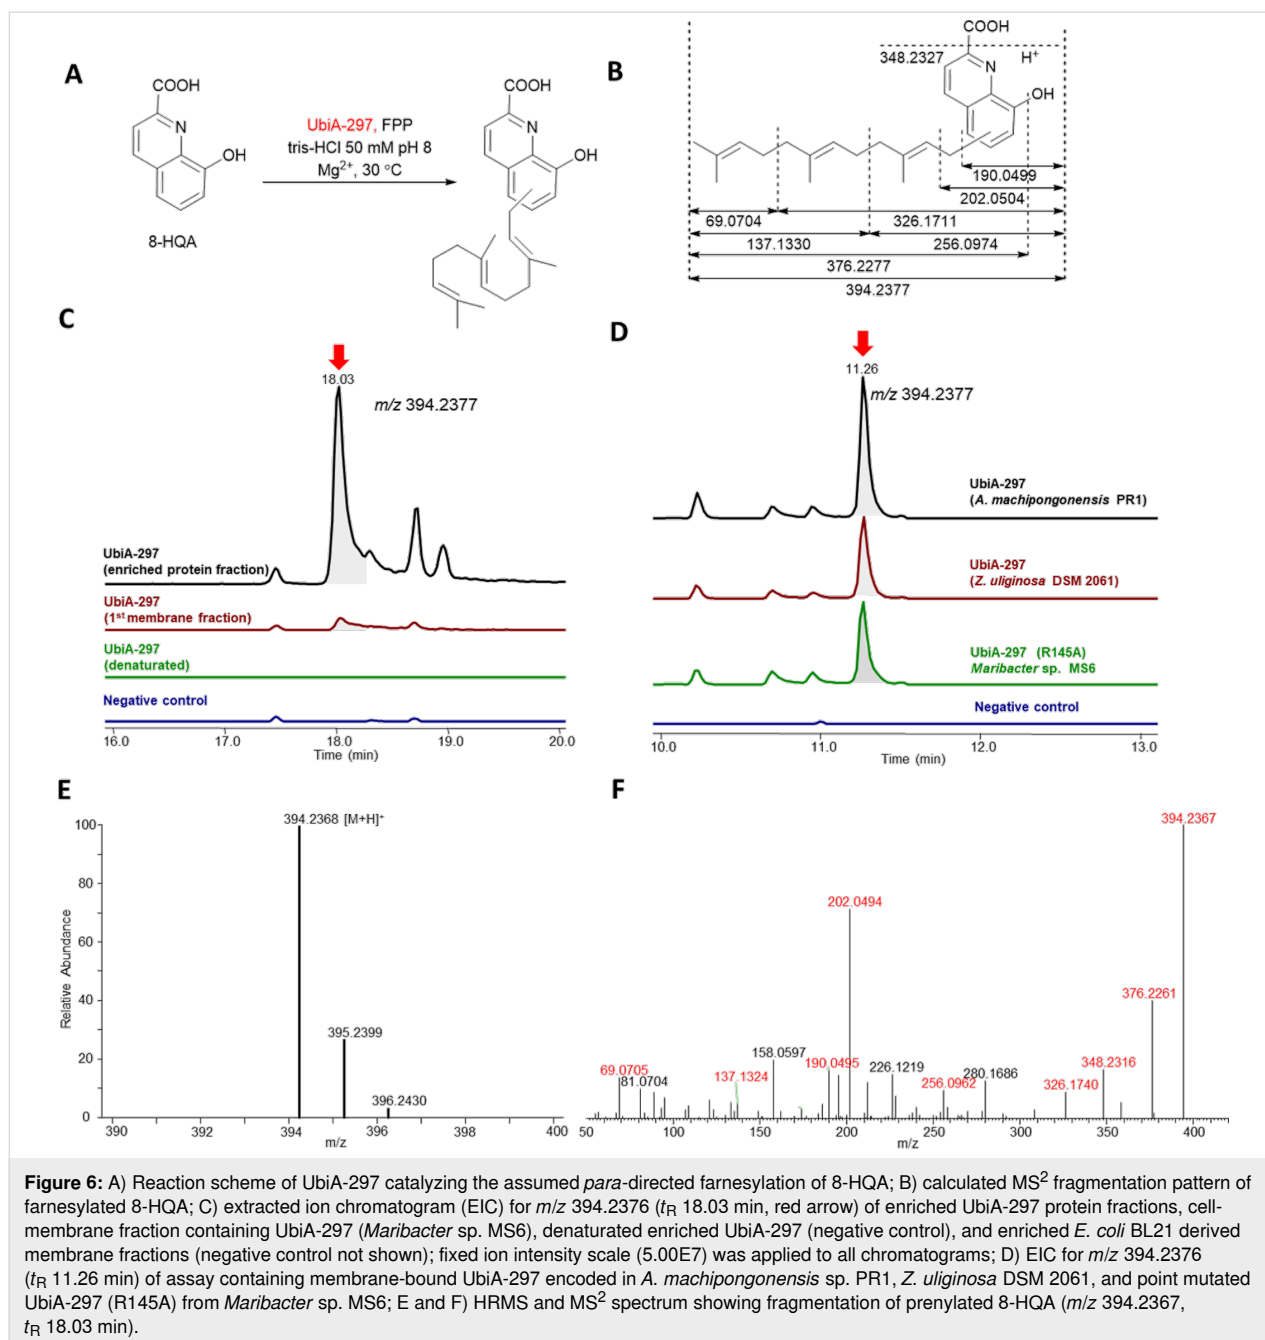 A
COOH
N
OH
8-HQA
UbiA-297, FPP
tris-HCl 50 mM pH 8
Mg2+, 30 °C
COOH
N
OH
B
COOH
348.2327
H+
N
OH
190.0499
202.0504
69.0704
326.1711
137.1330
256.0974
376.2277
394.2377
C
18.03
m/z 394.2377
UbiA-297
(enriched protein fraction)
UbiA-297
(1st membrane fraction)
UbiA-297
(denaturated)
Negative control
16.0 17.0 18.0 19.0 20.0
Time (min)
D
11.26
m/z 394.2377
UbiA-297
(A. machipongonensis PR1)
UbiA-297
(Z. uliginosa DSM 2061)
UbiA-297 (R145A)
Maribacter sp. MS6
Negative control
10.0 11.0 12.0 13.0
Time (min)
E
394.2368 [M+H]+
395.2399
396.2430
Relative Abundance
100
80
60
40
20
0
390 392 394 396 398 400
m/z
F
394.2367
202.0494
376.2261
158.0597
190.0495
348.2316
69.0705
81.0704
137.1324
226.1219
256.0962
280.1686
326.1740
50 100 150 200 250 300 350 400
m/z
Figure 6: A) Reaction scheme of UbiA-297 catalyzing the assumed para-directed farnesylation of 8-HQA; B) calculated MS2 fragmentation pattern of
farnesylated 8-HQA; C) extracted ion chromatogram (EIC) for m/z 394.2376 (tR 18.03 min, red arrow) of enriched UbiA-297 protein fractions, cell-
membrane fraction containing UbiA-297 (Maribacter sp. MS6), denaturated enriched UbiA-297 (negative control), and enriched E. coli BL21 derived
membrane fractions (negative control not shown); fixed ion intensity scale (5.00E7) was applied to all chromatograms; D) EIC for m/z 394.2376
(tR 11.26 min) of assay containing membrane-bound UbiA-297 encoded in A. machipongonensis sp. PR1, Z. uliginosa DSM 2061, and point mutated
UbiA-297 (R145A) from Maribacter sp. MS6; E and F) HRMS and MS2 spectrum showing fragmentation of prenylated 8-HQA (m/z 394.2367,
tR 18.03 min).